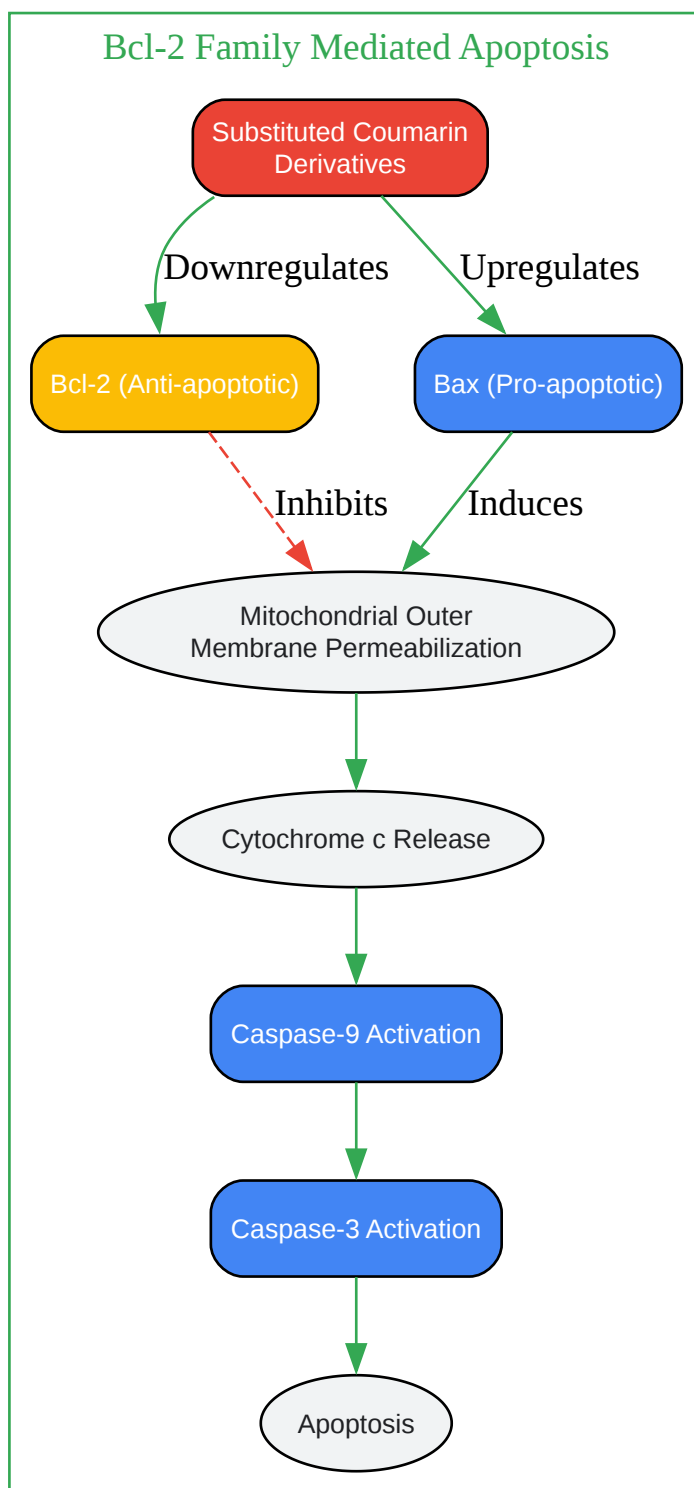 Bcl-2 Family Mediated Apoptosis
Substituted Coumarin
Derivatives
Downregulates
Upregulates
Bcl-2 (Anti-apoptotic)
Bax (Pro-apoptotic)
Inhibits
Induces
Mitochondrial Outer
Membrane Permeabilization
Cytochrome c Release
Caspase-9 Activation
Caspase-3 Activation
Apoptosis